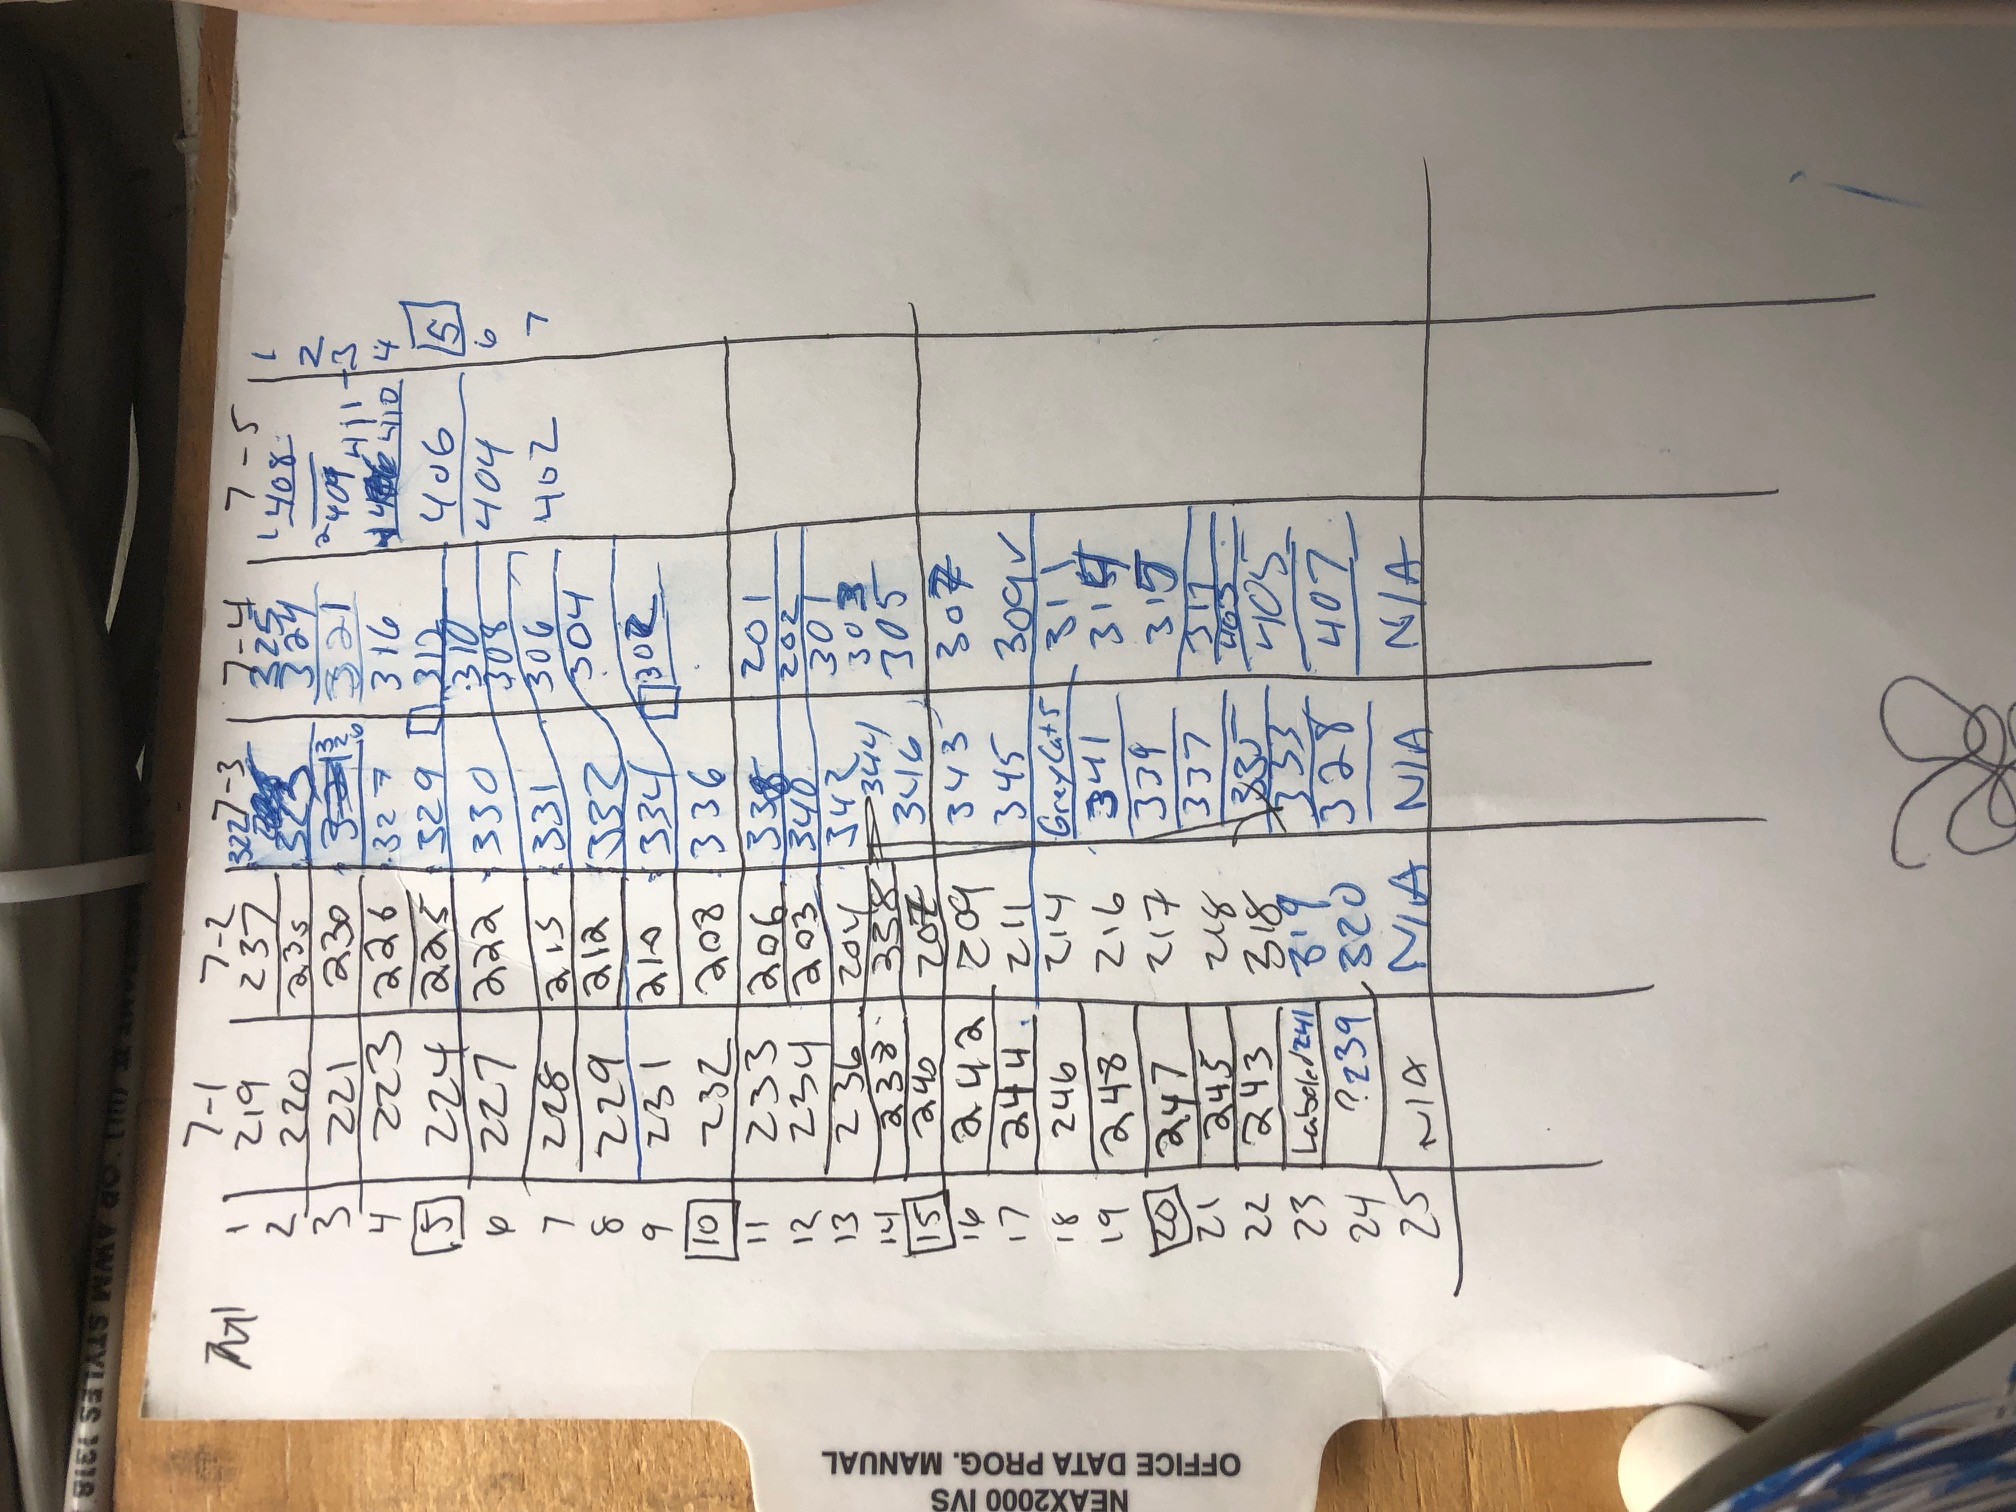 OR AWM STYLES 1318
NEAX2000 IVS
OFFICE DATA PROG. MANUAL
7-1 7-2 7-3 7-4 7-5
1 219 237 322 325 1 408 1
2 220 235 323 324 2 409 2
3 221 230 326 321 411 3
4 223 226 327 316 410 4
5 224 225 329 312 406 5
6 227 222 330 310 404 6
308
7 228 215 331 306 402 7
8 229 212 332 304
9 231 210 334 302
10 232 208 336
11 233 206 338 201
12 234 203 340 202
13 236 204 342 301
14 238 338 344 303
15 240 207 346 305
16 242 209 343 307
17 244 211 345 309 ✓
18 246 214 Grey Cat 5 311
19 248 216 341 314
20 247 217 339 315
21 245 218 337 317
403
22 243 318 335 405
23 Labeled 241 319 333
24 ? 239 320 328 407
25 N/A N/A N/A N/A